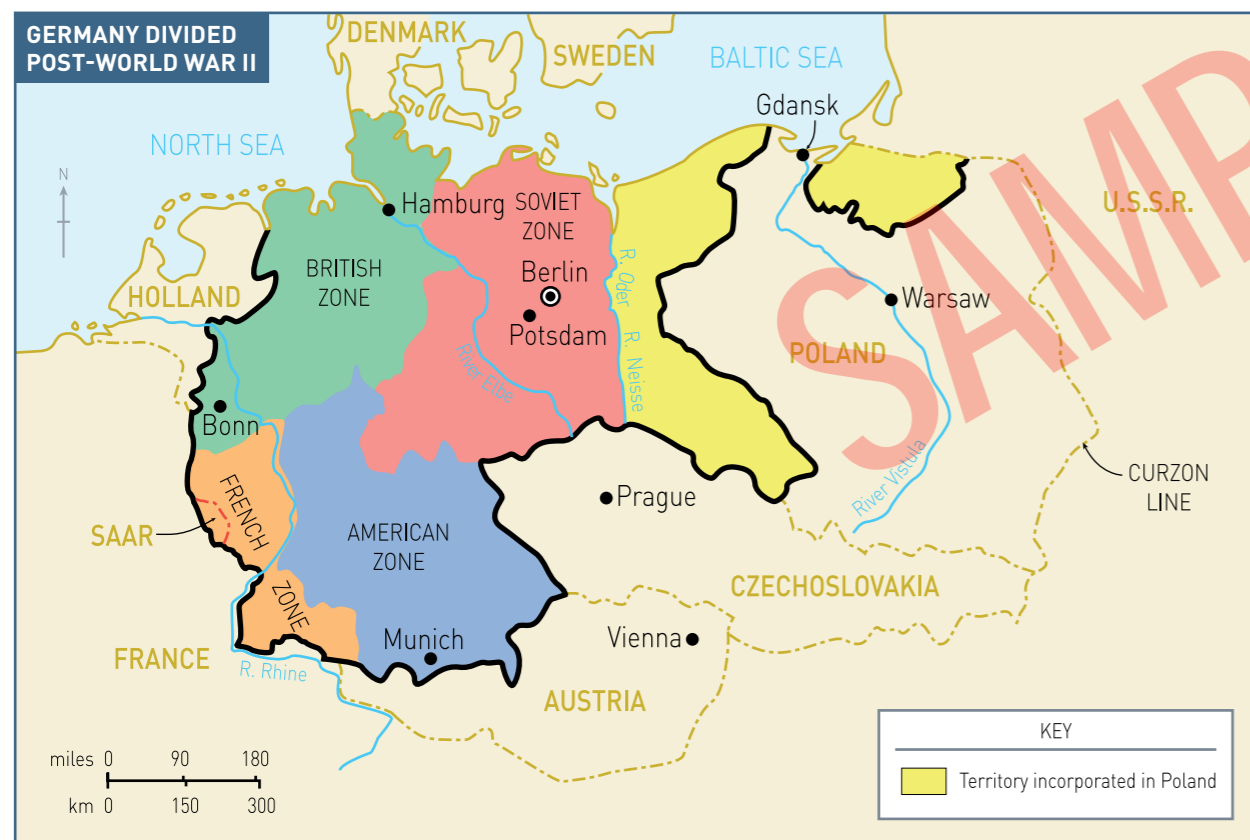 GERMANY DIVIDED
POST-WORLD WAR II
DENMARK
SWEDEN
BALTIC SEA
Gdansk
NORTH SEA
N
Hamburg
SOVIET
ZONE
U.S.S.R.
BRITISH
ZONE
R. Oder
Berlin
HOLLAND
Warsaw
Potsdam
River Elbe
R. Neisse
POLAND
SAMP
Bonn
River Vistula
CURZON
LINE
FRENCH
ZONE
Prague
SAAR
AMERICAN
ZONE
CZECHOSLOVAKIA
Munich
Vienna
FRANCE
R. Rhine
AUSTRIA
KEY
Territory incorporated in Poland
miles 0 90 180
km 0 150 300